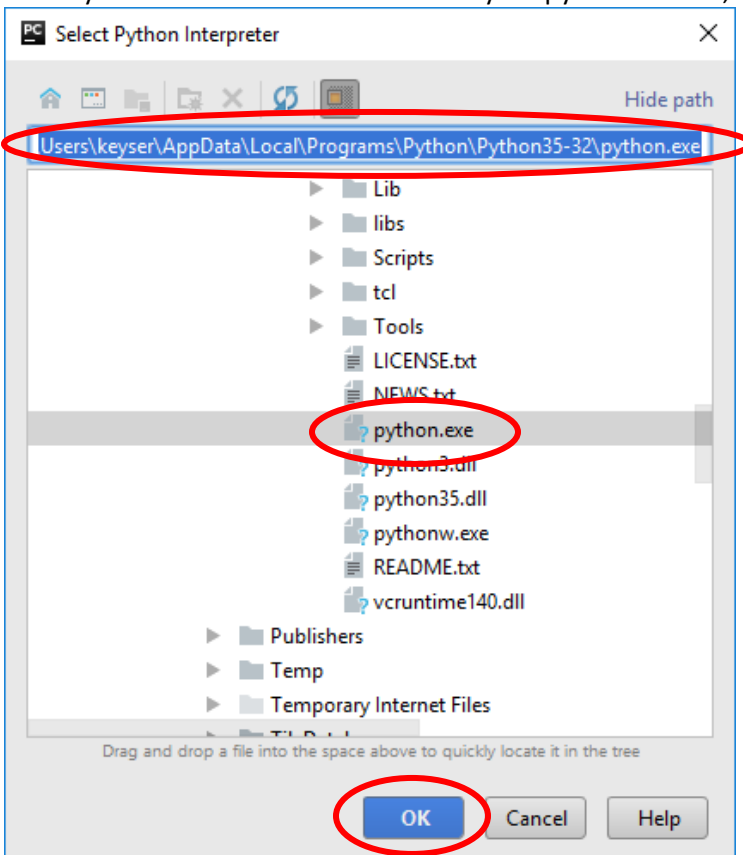 PC Select Python Interpreter
Hide path
Users\keyser\AppData\Local\Programs\Python\Python35-32\python.exe
Lib
libs
Scripts
tcl
Tools
LICENSE.txt
NEWS.txt
python.exe
python3.dll
python35.dll
pythonw.exe
README.txt
vcruntime140.dll
Publishers
Temp
Temporary Internet Files
Drag and drop a file into the space above to quickly locate it in the tree
OK Cancel Help